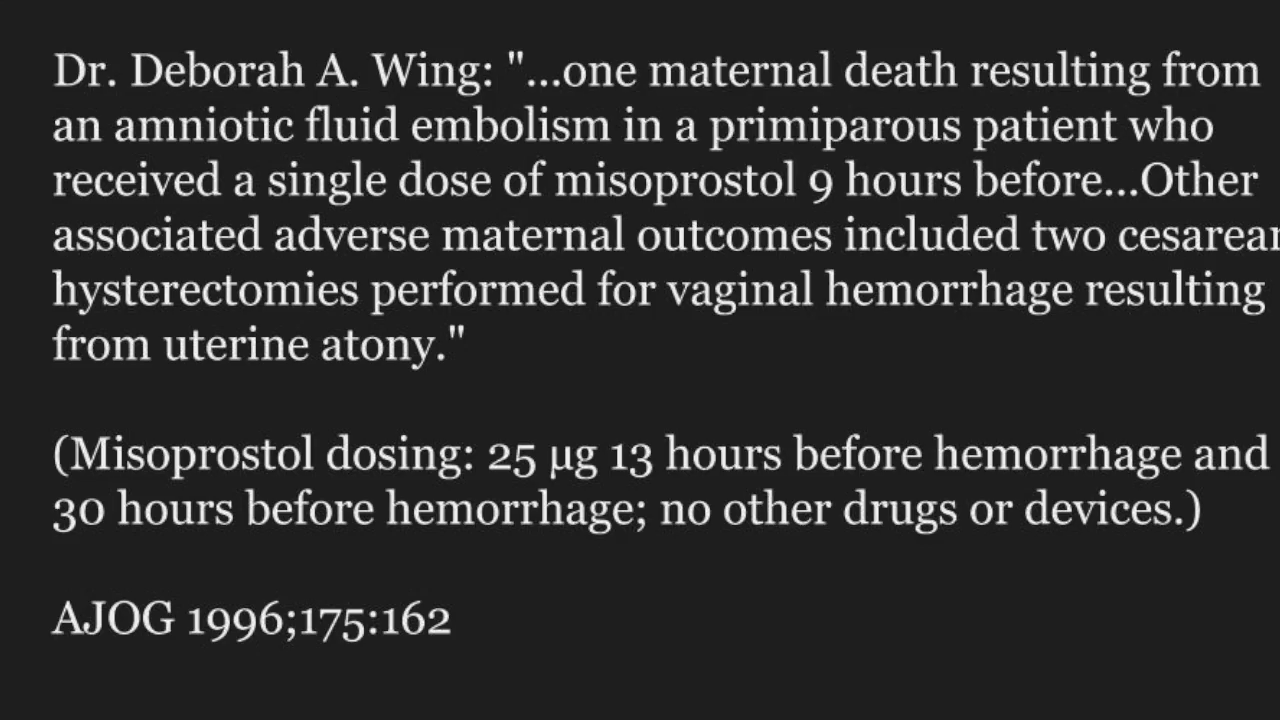 Dr. Deborah A. Wing: "...one maternal death resulting from
an amniotic fluid embolism in a primiparous patient who
received a single dose of misoprostol 9 hours before...Other
associated adverse maternal outcomes included two cesarean
hysterectomies performed for vaginal hemorrhage resulting
from uterine atony."
(Misoprostol dosing: 25 µg 13 hours before hemorrhage and
30 hours before hemorrhage; no other drugs or devices.)
AJOG 1996;175:162